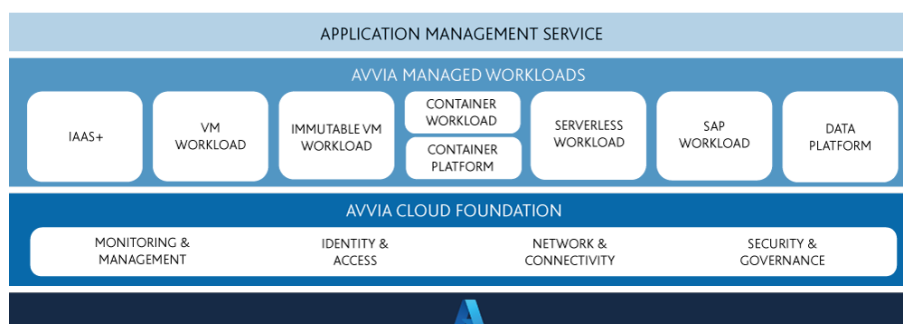 APPLICATION MANAGEMENT SERVICE
AVVIA MANAGED WORKLOADS
IAAS+
VM
WORKLOAD
IMMUTABLE VM
WORKLOAD
CONTAINER
WORKLOAD
CONTAINER
PLATFORM
SERVERLESS
WORKLOAD
SAP
WORKLOAD
DATA
PLATFORM
AVVIA CLOUD FOUNDATION
MONITORING &
MANAGEMENT
IDENTITY &
ACCESS
NETWORK &
CONNECTIVITY
SECURITY &
GOVERNANCE